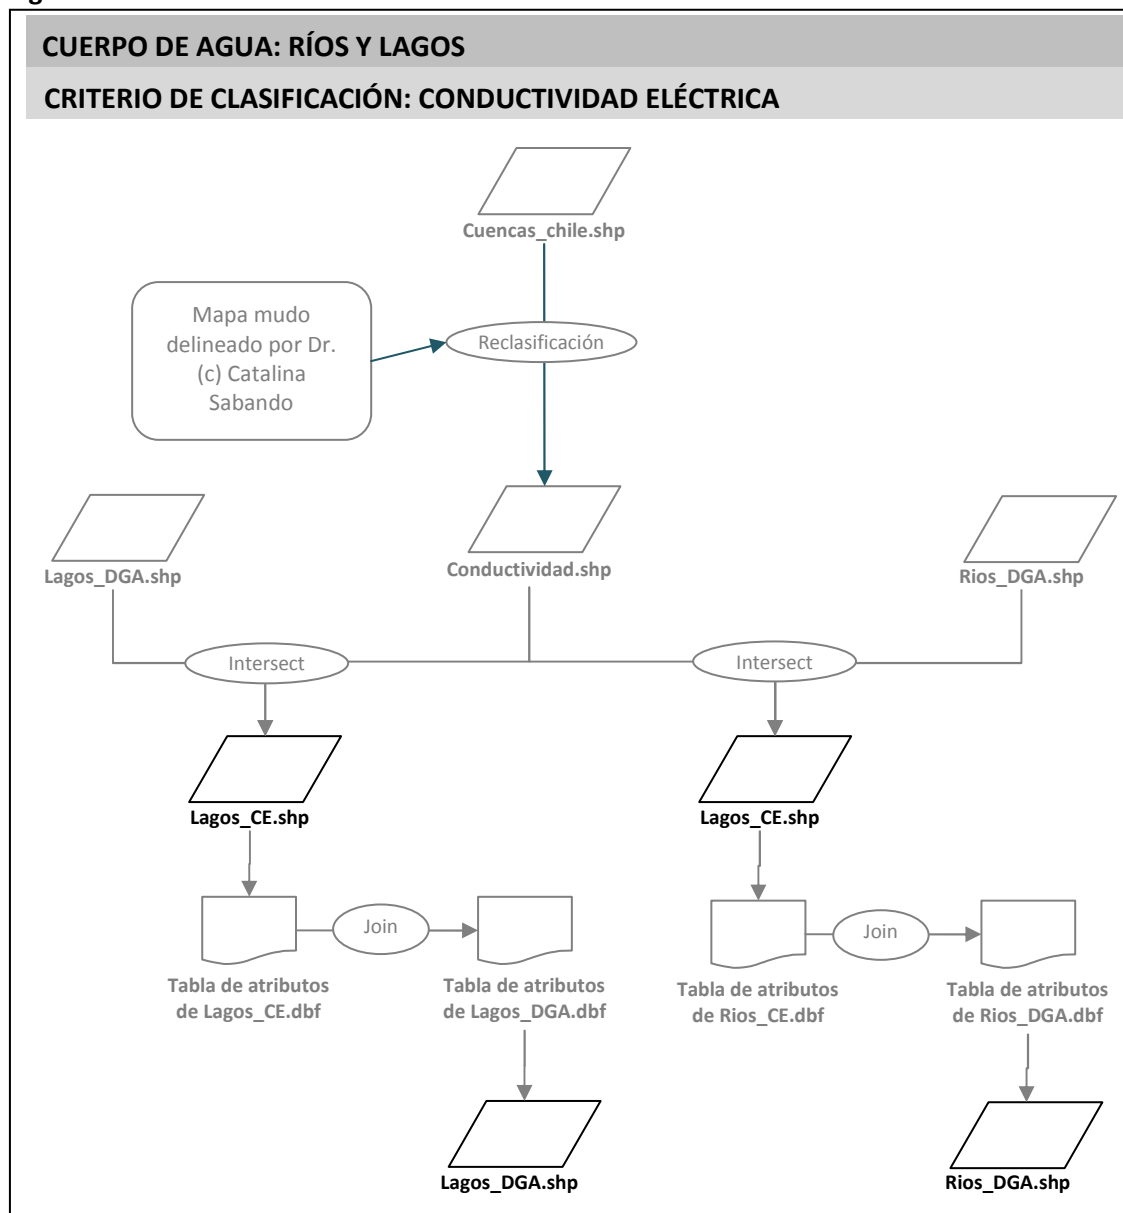 CUERPO DE AGUA: RÍOS Y LAGOS
CRITERIO DE CLASIFICACIÓN: CONDUCTIVIDAD ELÉCTRICA
Cuencas_chile.shp
Mapa mudo
delineado por Dr.
(c) Catalina
Sabando
Reclasificación
Lagos_DGA.shp
Conductividad.shp
Rios_DGA.shp
Intersect
Intersect
Lagos_CE.shp
Lagos_CE.shp
Join
Join
Tabla de atributos
de Lagos_CE.dbf
Tabla de atributos
de Lagos_DGA.dbf
Tabla de atributos
de Rios_CE.dbf
Tabla de atributos
de Rios_DGA.dbf
Lagos_DGA.shp
Rios_DGA.shp